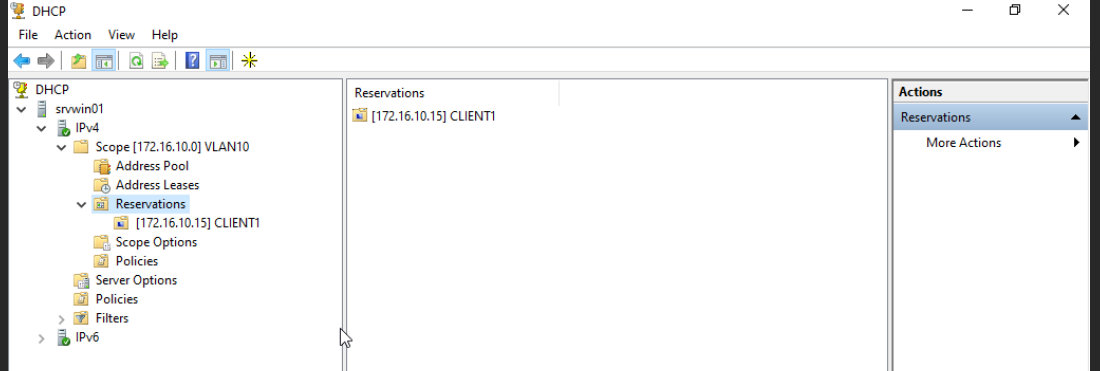 DHCP
File Action View Help
DHCP
srvwin01
IPv4
Scope [172.16.10.0] VLAN10
Address Pool
Address Leases
Reservations
[172.16.10.15] CLIENT1
Scope Options
Policies
Server Options
Policies
Filters
IPv6
Reservations
[172.16.10.15] CLIENT1
Actions
Reservations
More Actions